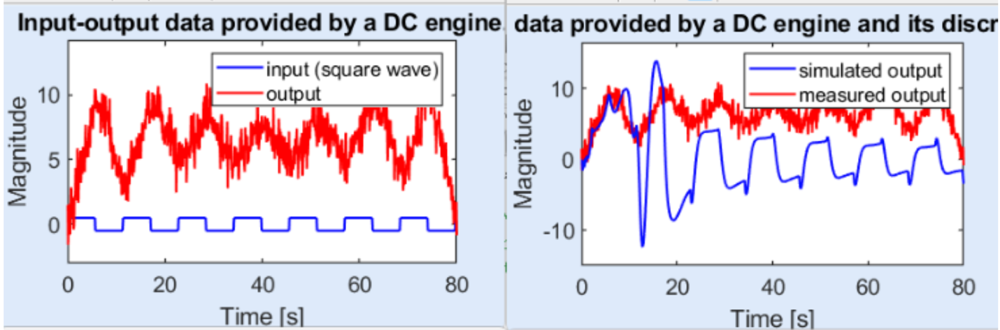 Input-output data provided by a DC engine
input (square wave)
output
Magnitude
10
5
0
0 20 40 60 80
Time [s]
data provided by a DC engine and its discr
simulated output
measured output
Magnitude
10
0
-10
0 20 40 60 80
Time [s]